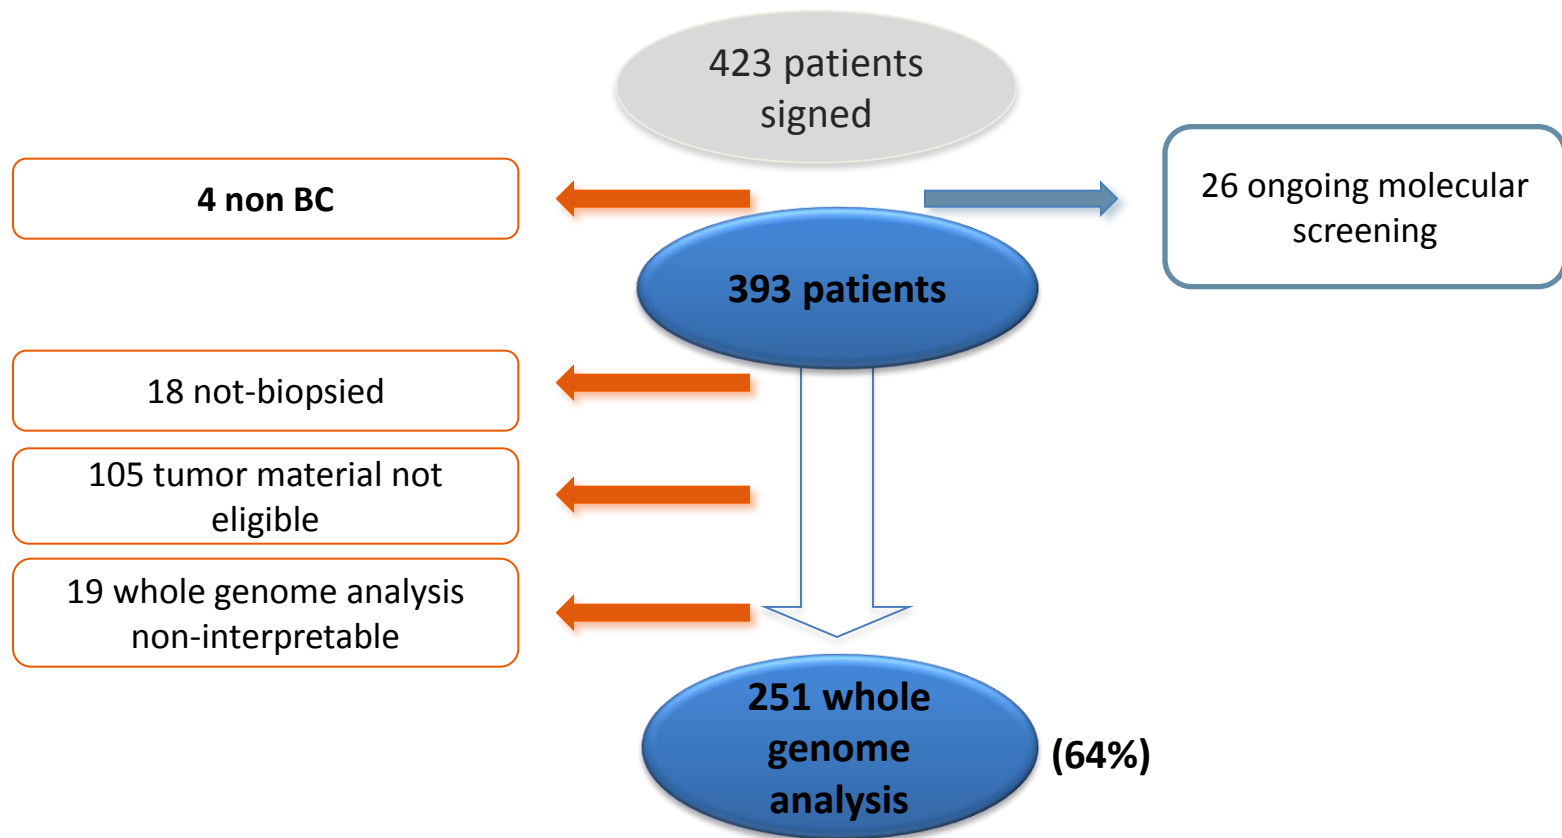 423 patients
signed
4 non BC
26 ongoing molecular
screening
393 patients
18 not-biopsied
105 tumor material not
eligible
19 whole genome analysis
non-interpretable
251 whole
genome
analysis
(64%)